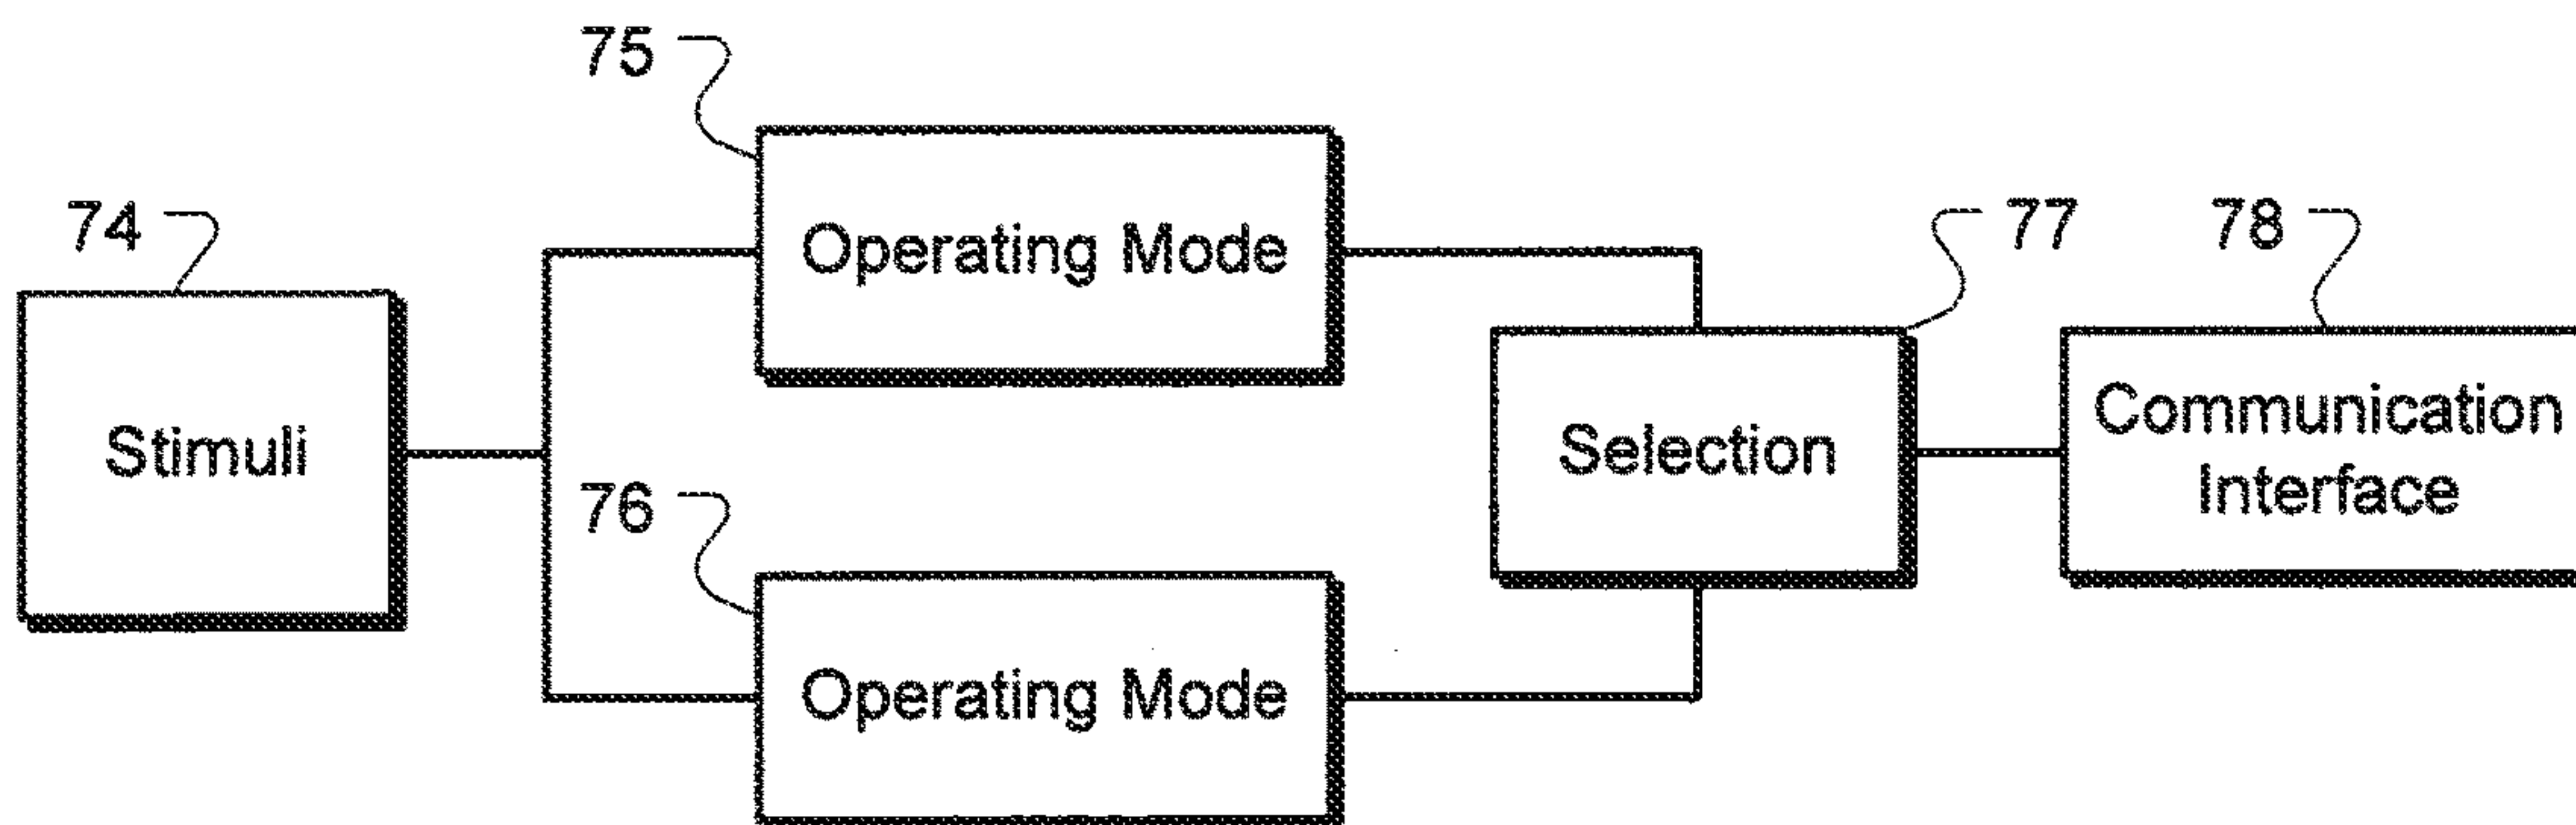 75
Operating Mode
74
Stimuli
76
Operating Mode
77
Selection
78
Communication
Interface